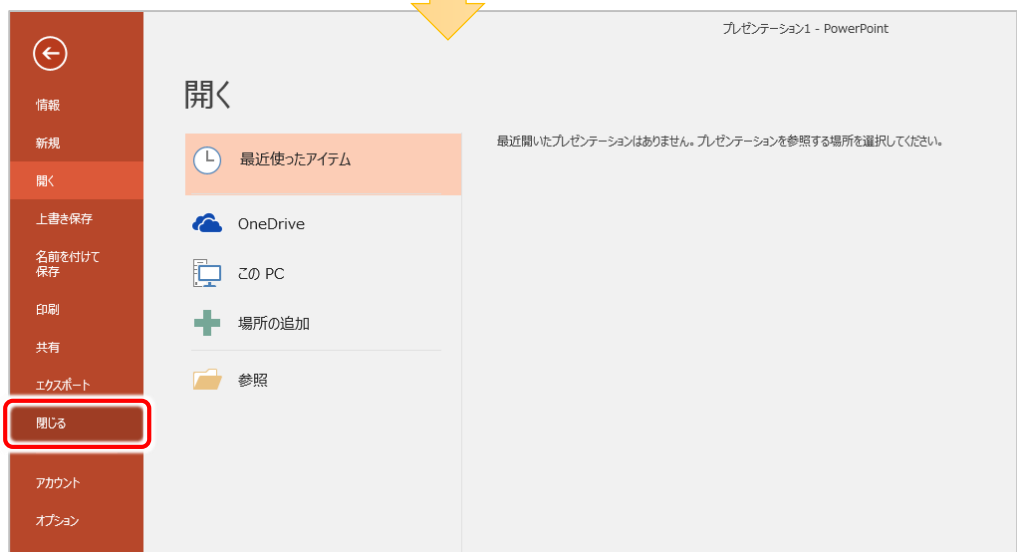 プレゼンテーション1 - PowerPoint
情報
新規
開く
上書き保存
名前を付けて
保存
印刷
共有
エクスポート
閉じる
アカウント
オプション
開く
最近使ったアイテム
OneDrive
この PC
場所の追加
参照
最近開いたプレゼンテーションはありません。プレゼンテーションを参照する場所を選択してください。